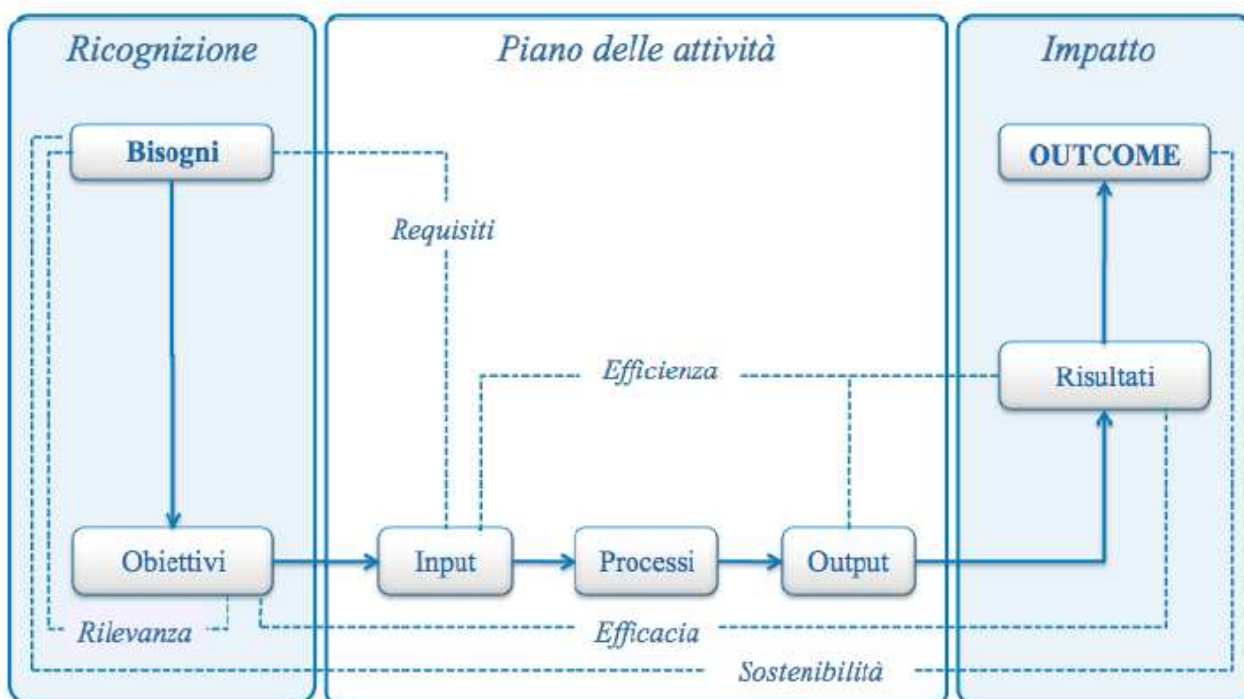 Ricognizione
Piano delle attività
Impatto
Bisogni
OUTCOME
Requisiti
Efficienza
Risultati
Obiettivi
Input
Processi
Output
Rilevanza
Efficacia
Sostenibilità